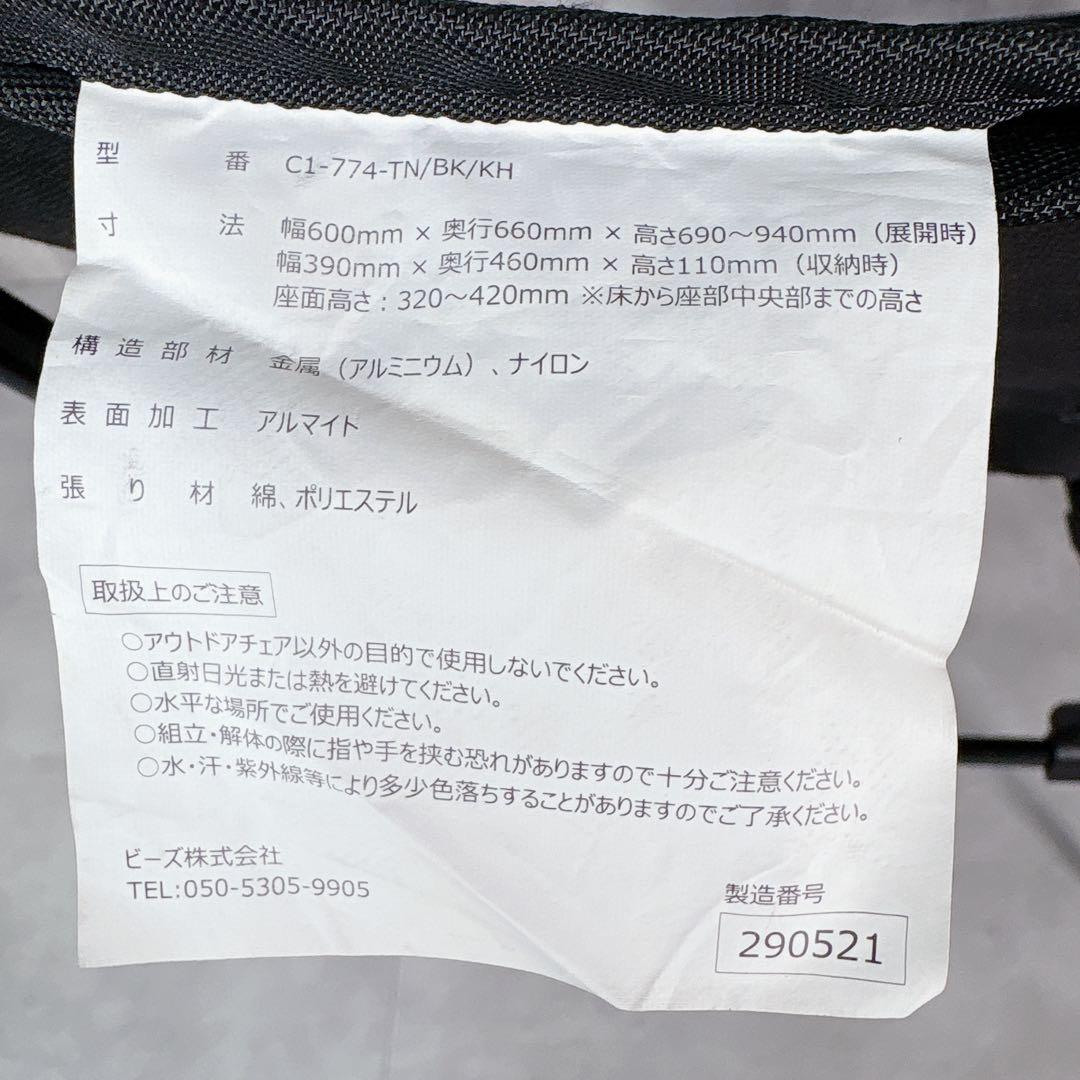 型番 C1-774-TN/BK/KH
寸法 幅600mm × 奥行660mm × 高さ690～940mm（展開時）
幅390mm × 奥行460mm × 高さ110mm（収納時）
座面高さ：320～420mm ※床から座部中央部までの高さ
構造部材 金属（アルミニウム）、ナイロン
表面加工 アルマイト
張り材 綿、ポリエステル
取扱上のご注意
○アウトドアチェア以外の目的で使用しないでください。
○直射日光または熱を避けてください。
○水平な場所でご使用ください。
○組立・解体の際に指や手を挟む恐れがありますので十分ご注意ください。
○水・汗・紫外線等により多少色落ちすることがありますのでご了承ください。
ビーズ株式会社
TEL:050-5305-9905
製造番号
290521